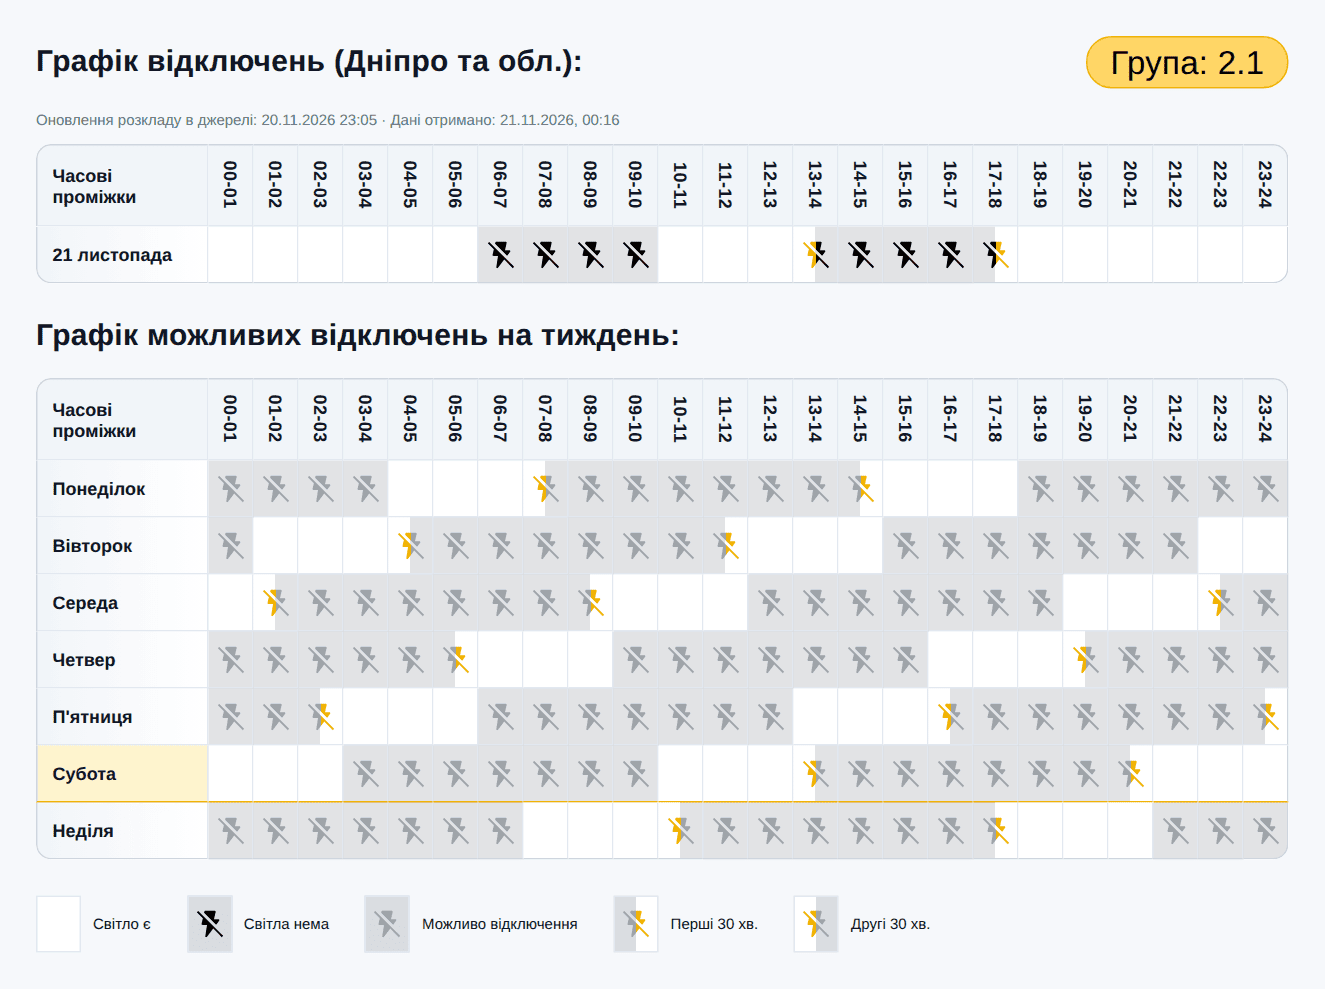 Графік відключень (Дніпро та обл.):
Група: 2.1
Оновлення розкладу в джерелі: 20.11.2026 23:05 · Дані отримано: 21.11.2026, 00:16
Часові проміжки 00-01 01-02 02-03 03-04 04-05 05-06 06-07 07-08 08-09 09-10 10-11 11-12 12-13 13-14 14-15 15-16 16-17 17-18 18-19 19-20 20-21 21-22 22-23 23-24
21 листопада
Графік можливих відключень на тиждень:
Часові проміжки 00-01 01-02 02-03 03-04 04-05 05-06 06-07 07-08 08-09 09-10 10-11 11-12 12-13 13-14 14-15 15-16 16-17 17-18 18-19 19-20 20-21 21-22 22-23 23-24
Понеділок
Вівторок
Середа
Четвер
П'ятниця
Субота
Неділя
Світло є Світла нема Можливо відключення Перші 30 хв. Другі 30 хв.